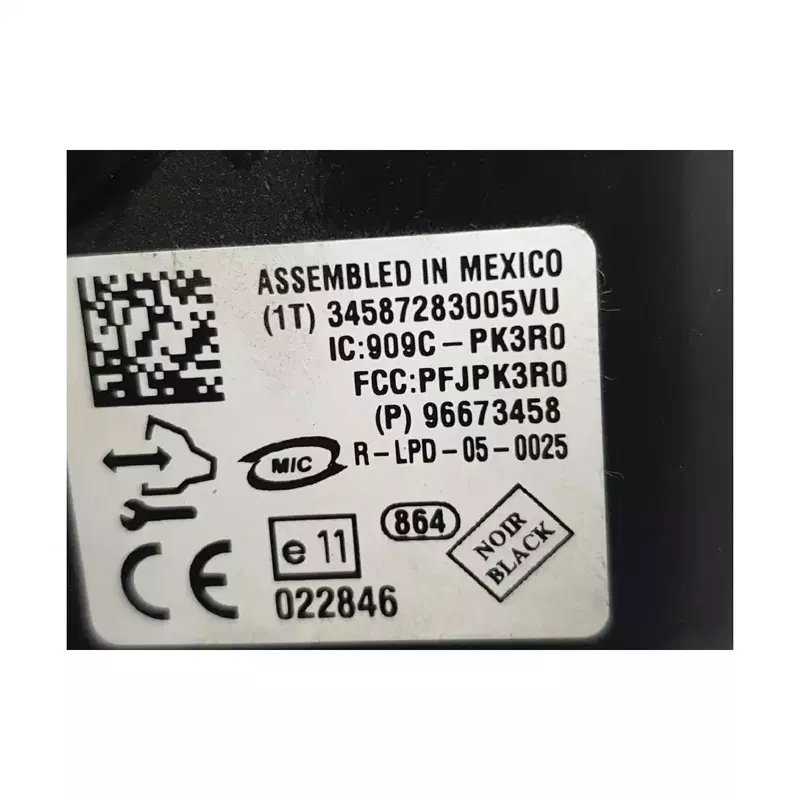 ASSEMBLED IN MEXICO
(1T) 34587283005VU
IC:909C-PK3R0
FCC:PFJPK3R0
(P) 96673458
MIC R-LPD-05-0025
864
NOIR
BLACK
e 11
CE 022846